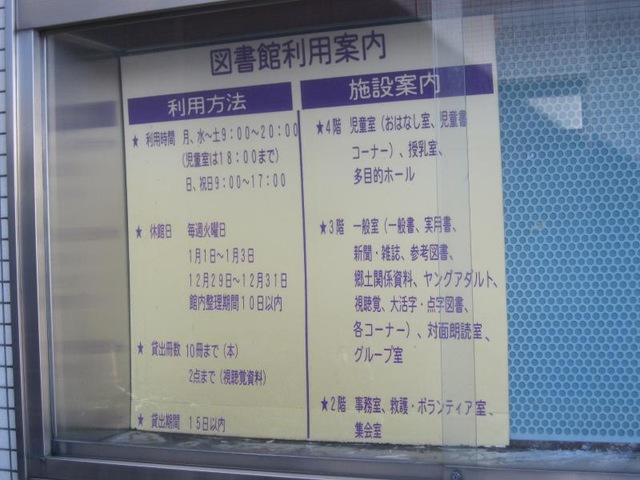 図書館利用案内
利用方法
★ 利用時間 月、水～土9:00～20:00
(児童室は18:00まで)
日、祝日9:00～17:00
★ 休館日 毎週火曜日
1月1日～1月3日
12月29日～12月31日
館内整理期間10日以内
★ 貸出冊数 10冊まで(本)
2点まで(視聴覚資料)
★ 貸出期間 15日以内
施設案内
★4階 児童室(おはなし室、児童書
コーナー)、授乳室、
多目的ホール
★3階 一般室(一般書、実用書、
新聞・雑誌、参考図書、
郷土関係資料、ヤングアダルト、
視聴覚、大活字・点字図書、
各コーナー)、対面朗読室、
グループ室
★2階 事務室、救護・ボランティア室、
集会室